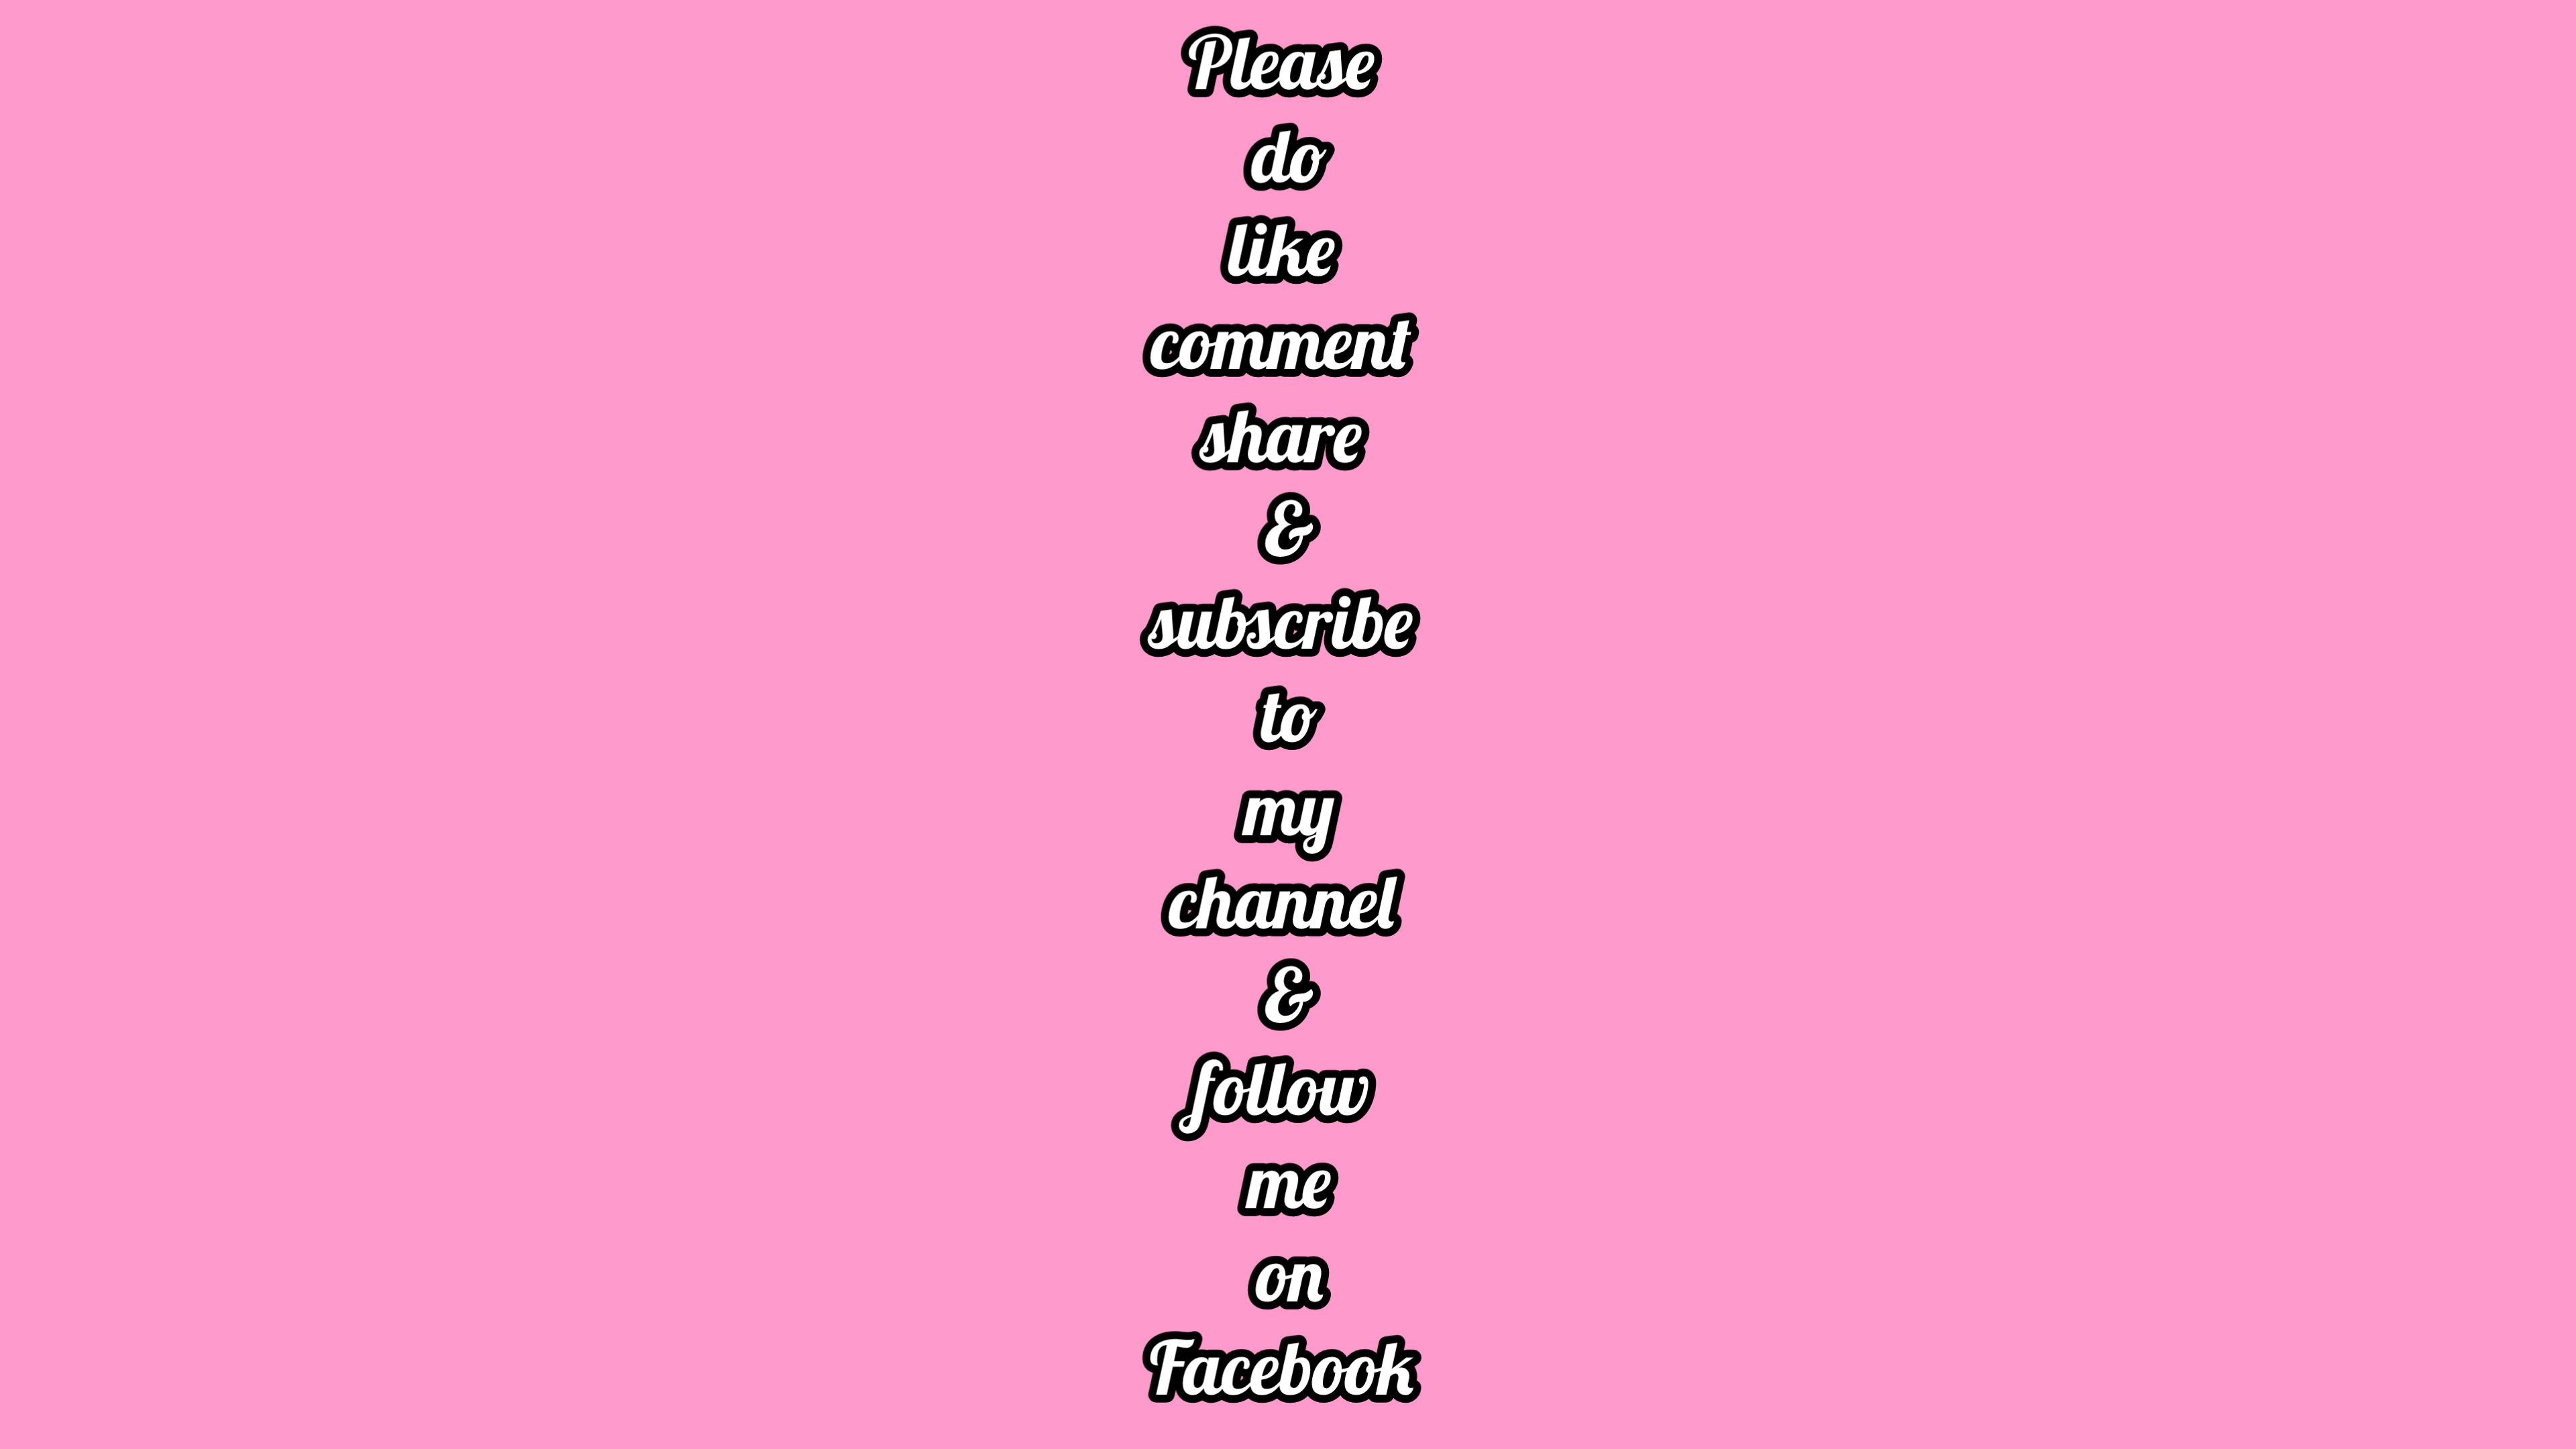 Please
do
like
comment
share
&
subscribe
to
my
channel
&
follow
me
on
Facebook